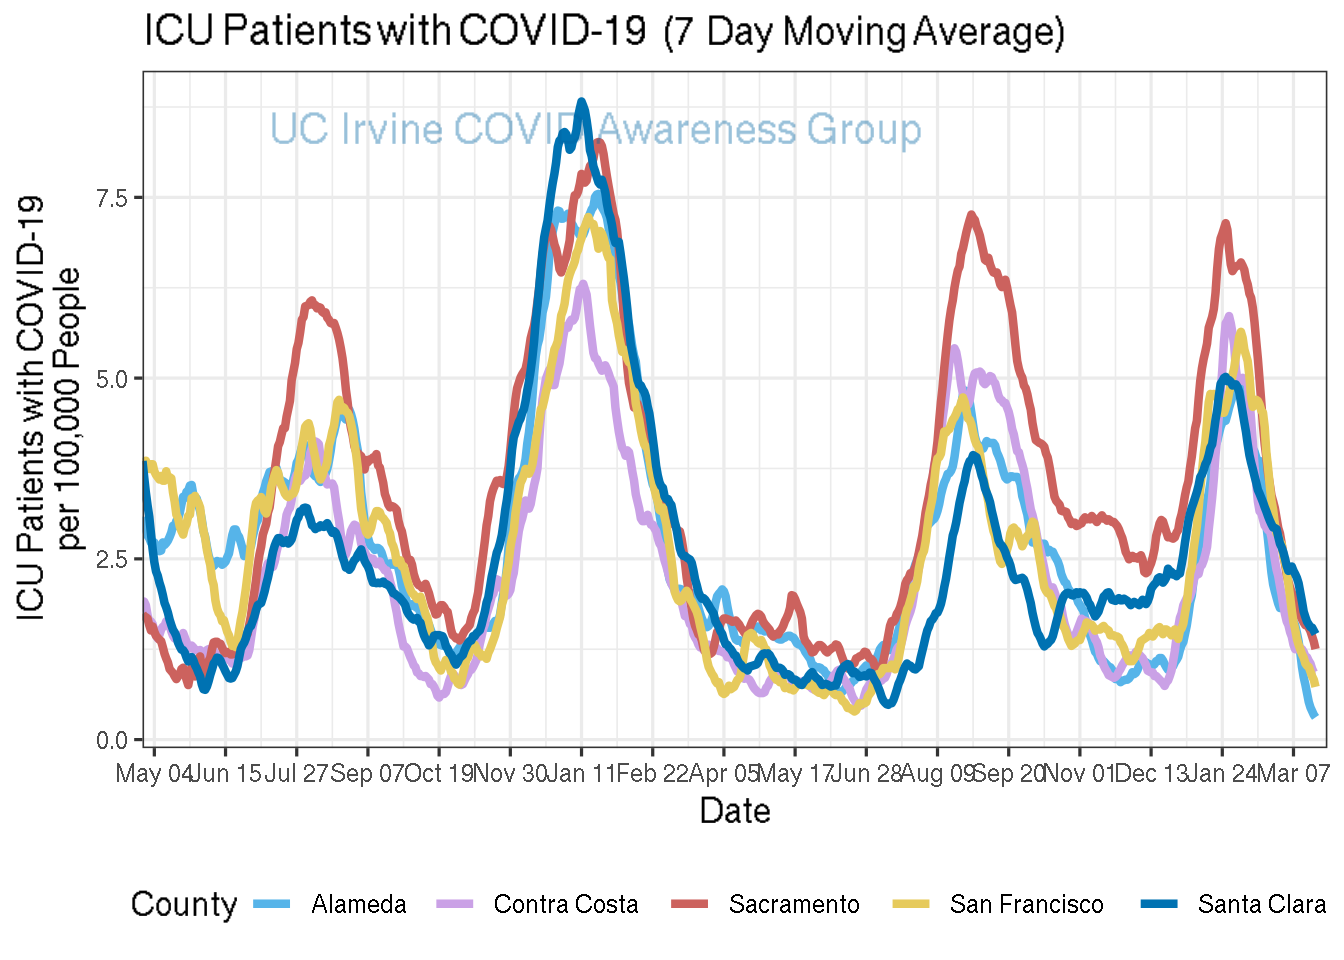 ICU Patients with COVID-19 (7 Day Moving Average)
UC Irvine COVID Awareness Group
ICU Patients with COVID-19
per 100,000 People
7.5
5.0
2.5
0.0
May 04 Jun 15 Jul 27 Sep 07 Oct 19 Nov 30 Jan 11 Feb 22 Apr 05 May 17 Jun 28 Aug 09 Sep 20 Nov 01 Dec 13 Jan 24 Mar 07
Date
County Alameda Contra Costa Sacramento San Francisco Santa Clara